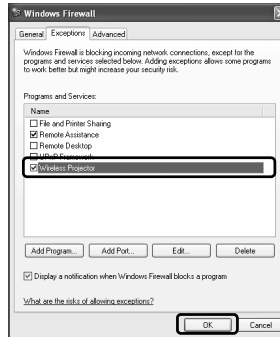 Windows Firewall
General Exceptions Advanced
Windows Firewall is blocking incoming network connections, except for the
programs and services selected below. Adding exceptions allows some programs
to work better but might increase your security risk.
Programs and Services:
Name
File and Printer Sharing
Remote Assistance
Remote Desktop
UPnP Framework
Wireless Projector
Add Program... Add Port... Edit... Delete
Display a notification when Windows Firewall blocks a program
What are the risks of allowing exceptions?
OK Cancel